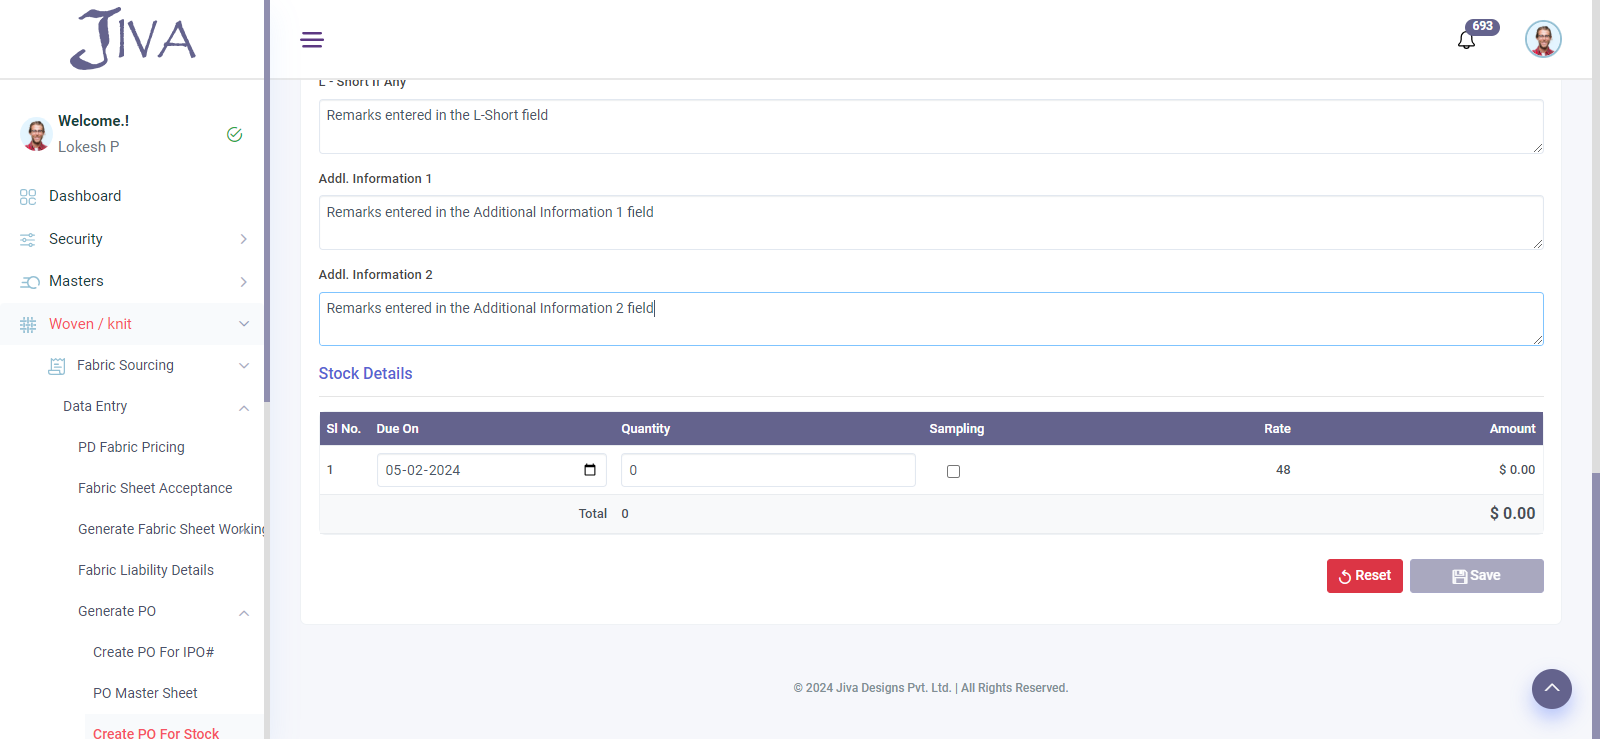 JIVA
693
Welcome.!
Lokesh P
Dashboard
Security
Masters
Woven / knit
Fabric Sourcing
Data Entry
PD Fabric Pricing
Fabric Sheet Acceptance
Generate Fabric Sheet Working
Fabric Liability Details
Generate PO
Create PO For IPO#
PO Master Sheet
Create PO For Stock
L - Short If Any
Remarks entered in the L-Short field
Addl. Information 1
Remarks entered in the Additional Information 1 field
Addl. Information 2
Remarks entered in the Additional Information 2 field
Stock Details
Sl No. Due On Quantity Sampling Rate Amount
1 05-02-2024 0 48 $ 0.00
Total 0 $ 0.00
Reset Save
© 2024 Jiva Designs Pvt. Ltd. | All Rights Reserved.